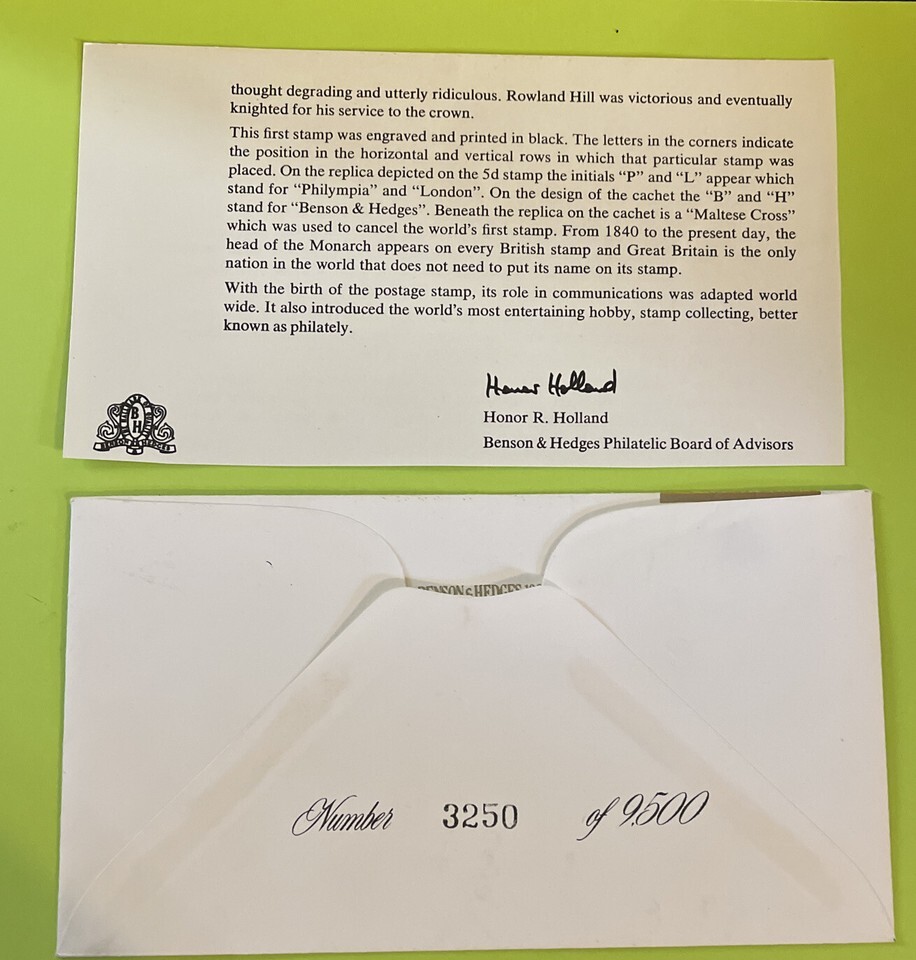 thought degrading and utterly ridiculous. Rowland Hill was victorious and eventually
knighted for his service to the crown.
This first stamp was engraved and printed in black. The letters in the corners indicate
the position in the horizontal and vertical rows in which that particular stamp was
placed. On the replica depicted on the 5d stamp the initials “P” and “L” appear which
stand for “Philympia” and “London”. On the design of the cachet the “B” and “H”
stand for “Benson & Hedges”. Beneath the replica on the cachet is a “Maltese Cross”
which was used to cancel the world’s first stamp. From 1840 to the present day, the
head of the Monarch appears on every British stamp and Great Britain is the only
nation in the world that does not need to put its name on its stamp.
With the birth of the postage stamp, its role in communications was adapted world
wide. It also introduced the world’s most entertaining hobby, stamp collecting, better
known as philately.
Honor Holland
Honor R. Holland
Benson & Hedges Philatelic Board of Advisors
B
H
BENSON & HEDGES
BENSON & HEDGES
Number 3250 of 9,500